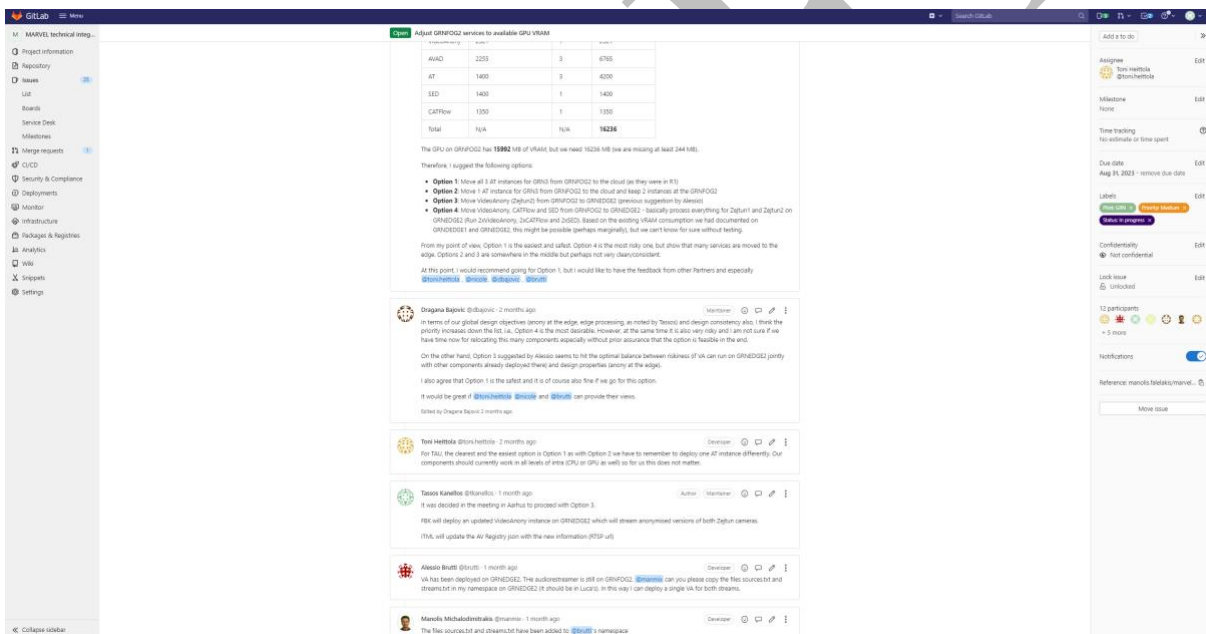 GitLab Menu
Search GitLab
M MARVEL technical integ...
Project information
Repository
Issues 25
List
Boards
Service Desk
Milestones
Merge requests 1
CI/CD
Security & Compliance
Deployments
Monitor
Infrastructure
Packages & Registries
Analytics
Wiki
Snippets
Settings
Collapse sidebar
Open Adjust GRNFOG2 services to available GPU VRAM
AVAD 2255 3 6765
AT 1400 3 4200
SED 1400 1 1400
CATFlow 1350 1 1350
Total N/A N/A 16236
The GPU on GRNFOG2 has 15992 MB of VRAM, but we need 16236 MB (we are missing at least 244 MB).
Therefore, I suggest the following options:
• Option 1: Move all 3 AT instances for GRN3 from GRNFOG2 to the cloud (as they were in R1)
• Option 2: Move 1 AT instance for GRN3 from GRNFOG2 to the cloud and keep 2 instances at the GRNFOG2
• Option 3: Move VideoAnony (Zejtun2) from GRNFOG2 to GRNEDGE2 (previous suggestion by Alessio)
• Option 4: Move VideoAnony, CATFlow and SED from GRNFOG2 to GRNEDGE2 - basically process everything for Zejtun1 and Zejtun2 on
GRNEDGE2 (Run 2xVideoAnony, 2xCATFlow and 2xSED). Based on the existing VRAM consumption we had documented on
GRNEDGE1 and GRNEDGE2, this might be possible (perhaps marginally), but we can't know for sure without testing.
From my point of view, Option 1 is the easiest and safest. Option 4 is the most risky one, but show that many services are moved to the
edge. Options 2 and 3 are somewhere in the middle but perhaps not very clean/consistent.
At this point, I would recommend going for Option 1, but I would like to have the feedback from other Partners and especially
@toni.heittola, @nicole, @dbajovic, @brutti
Dragana Bajovic @dbajovic · 2 months ago Maintainer
In terms of our global design objectives (anony at the edge, edge processing, as noted by Tassos) and design consistency also, I think the
priority increases down the list, i.e., Option 4 is the most desirable. However, at the same time it is also very risky and I am not sure if we
have time now for relocating this many components especially without prior assurance that the option is feasible in the end.
On the other hand, Option 3 suggested by Alessio seems to hit the optimal balance between riskiness (if VA can run on GRNEDGE2 jointly
with other components already deployed there) and design properties (anony at the edge).
I also agree that Option 1 is the safest and it is of course also fine if we go for this option.
It would be great if @toni.heittola @nicole and @brutti can provide their views.
Edited by Dragana Bajovic 2 months ago
Toni Heittola @toni.heittola · 2 months ago Developer
For TAU, the clearest and the easiest option is Option 1 as with Option 2 we have to remember to deploy one AT instance differently. Our
components should currently work in all levels of infra (CPU or GPU as well) so for us this does not matter.
Tassos Kanellos @tkanellos · 1 month ago Author Maintainer
It was decided in the meeting in Aarhus to proceed with Option 3.
FBK will deploy an updated VideoAnony instance on GRNEDGE2 which will stream anonymised versions of both Zejtun cameras.
ITML will update the AV Registry json with the new information (RTSP url)
Alessio Brutti @brutti · 1 month ago Developer
VA has been deployed on GRNEDGE2. THe audiorestreamer is still on GRNFOG2. @manmix can you please copy the files sources.txt and
streams.txt in my namespace on GRNEDGE2 (It should be in Luca's). In this way I can deploy a single VA for both streams.
Manolis Michalodimitrakis @manmix · 1 month ago Developer
The files sources.txt and streams.txt have been added to @brutti's namespace
Add a to do
Assignee Edit
Toni Heittola
@toni.heittola
Milestone Edit
None
Time tracking
No estimate or time spent
Due date Edit
Aug 31, 2023 - remove due date
Labels Edit
Priority: Medium ×
Status: In progress ×
Confidentiality Edit
Not confidential
Lock issue Edit
Unlocked
12 participants
+ 5 more
Notifications
Reference: manolis.falelakis/marvel...
Move issue